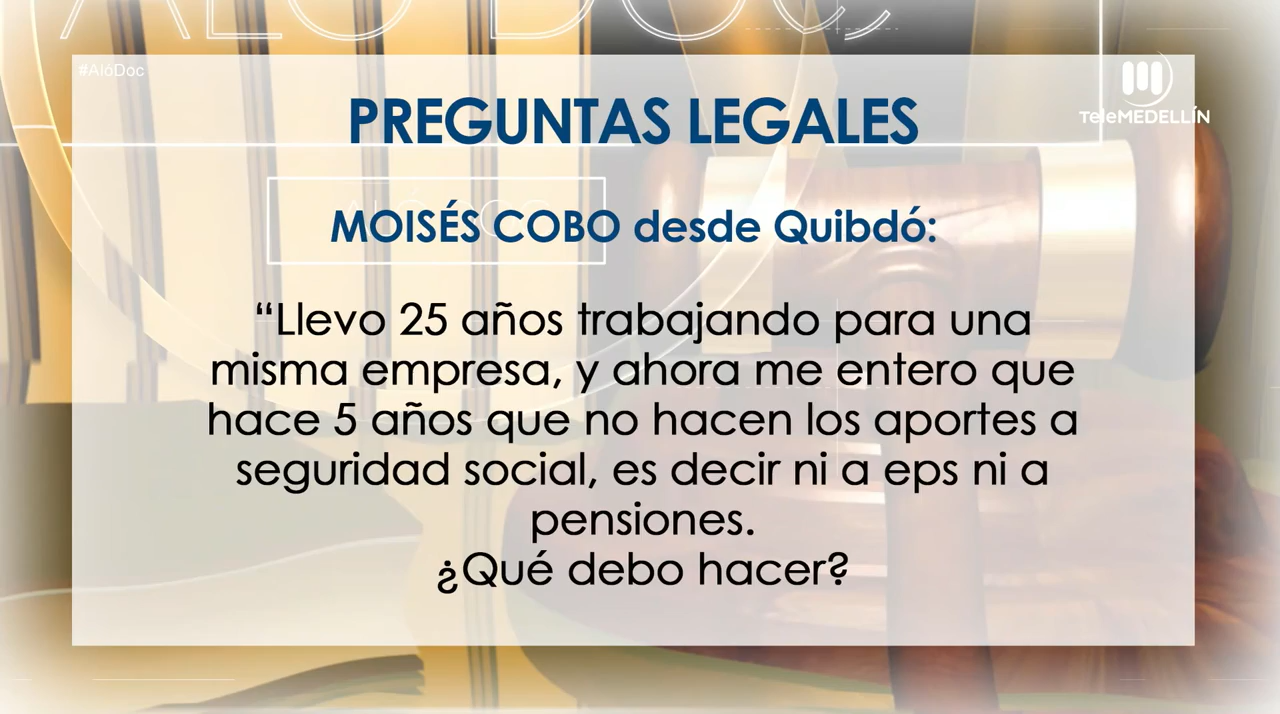 ALÓ DOC
#AlóDoc
TeleMEDELLÍN
PREGUNTAS LEGALES
MOISÉS COBO desde Quibdó:
“Llevo 25 años trabajando para una
misma empresa, y ahora me entero que
hace 5 años que no hacen los aportes a
seguridad social, es decir ni a eps ni a
pensiones.
¿Qué debo hacer?